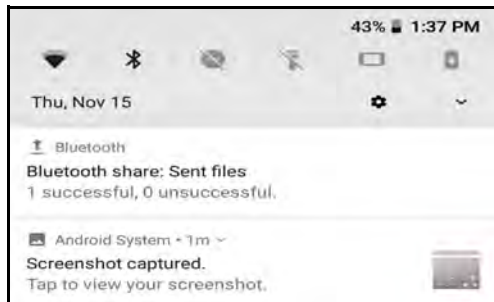 43% 1:37 PM
Thu, Nov 15
Bluetooth
Bluetooth share: Sent files
1 successful, 0 unsuccessful.
Android System • 1m
Screenshot captured.
Tap to view your screenshot.